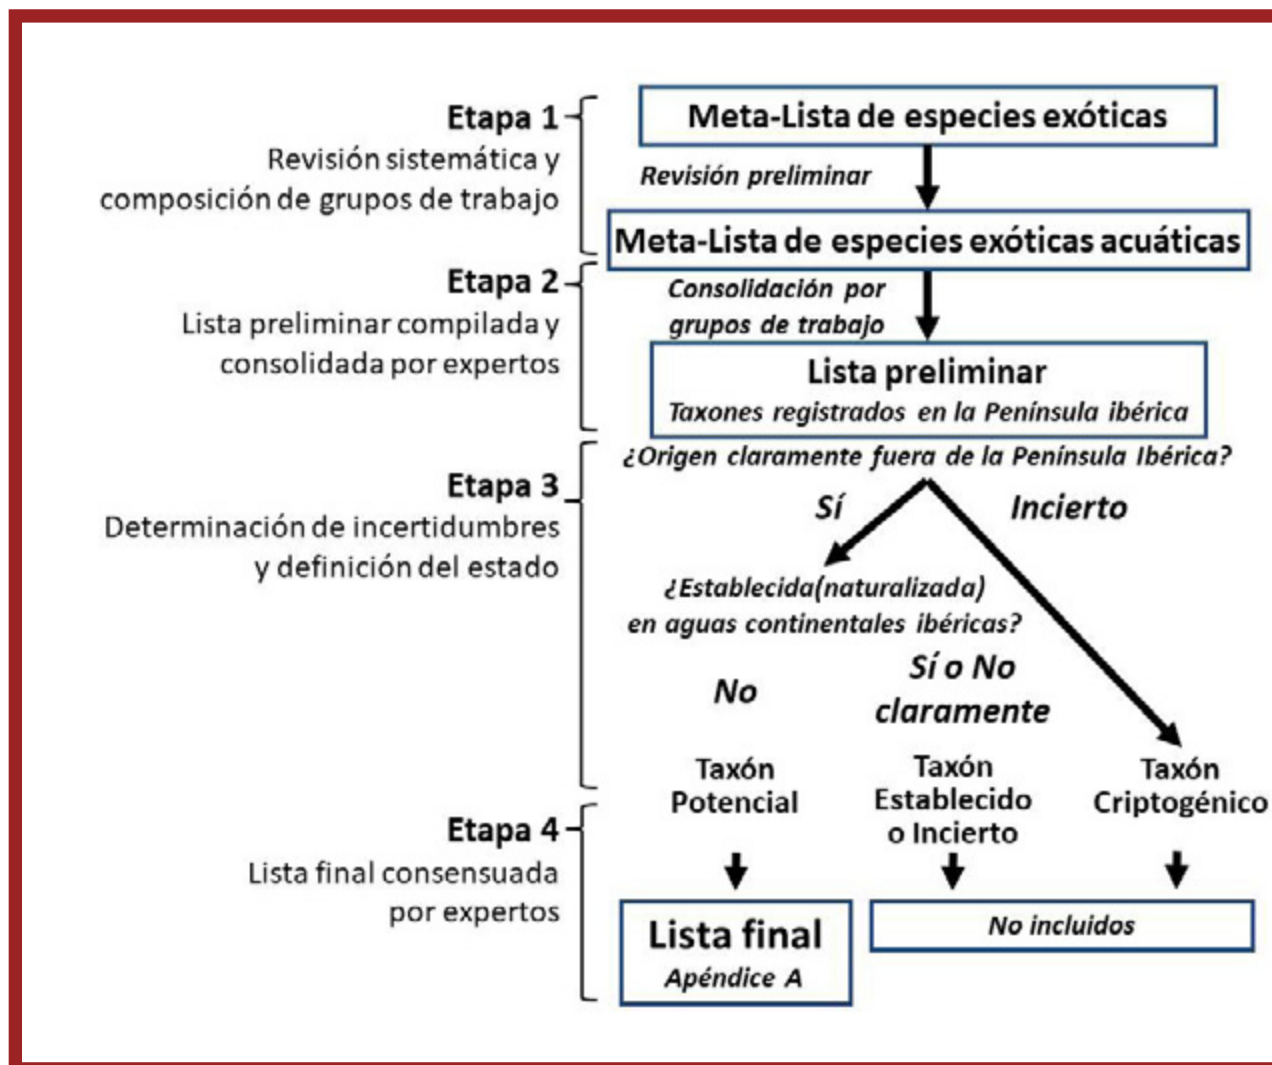 Etapa 1
Revisión sistemática y
composición de grupos de trabajo
Meta-Lista de especies exóticas
Revisión preliminar
Meta-Lista de especies exóticas acuáticas
Etapa 2
Lista preliminar compilada y
consolidada por expertos
Consolidación por
grupos de trabajo
Lista preliminar
Taxones registrados en la Península ibérica
Etapa 3
Determinación de incertidumbres
y definición del estado
¿Origen claramente fuera de la Península Ibérica?
Sí
Incierto
¿Establecida(naturalizada)
en aguas continentales ibéricas?
No
Sí o No
claramente
Taxón
Potencial
Taxón
Establecido
o Incierto
Taxón
Criptogénico
Etapa 4
Lista final consensuada
por expertos
Lista final
Apéndice A
No incluidos